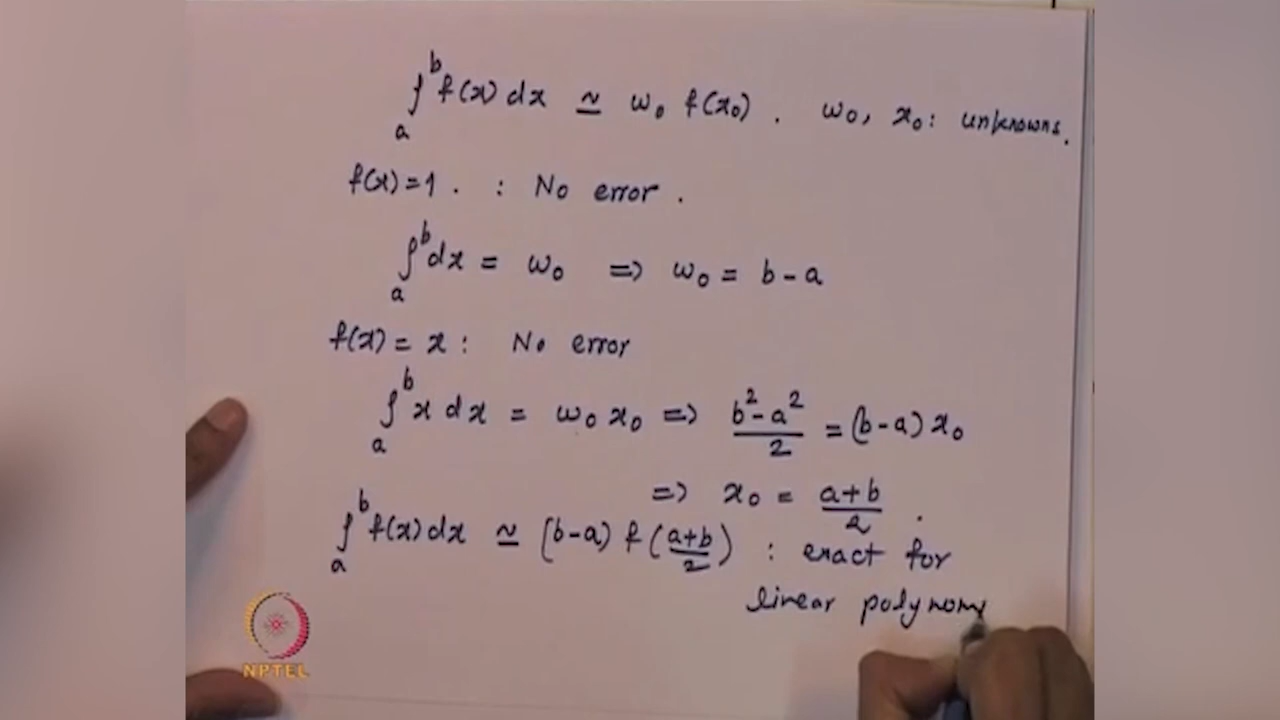 ∫_a^b f(x) dx ≃ w₀ f(x₀) . w₀, x₀ : unknowns.
f(x) = 1 . : No error .
∫_a^b dx = w₀ ⇒ w₀ = b - a
f(x) = x : No error
∫_a^b x dx = w₀ x₀ ⇒ (b² - a²)/2 = (b - a) x₀
⇒ x₀ = (a+b)/2 .
∫_a^b f(x) dx ≃ (b-a) f((a+b)/2) : exact for
linear polynom
NPTEL